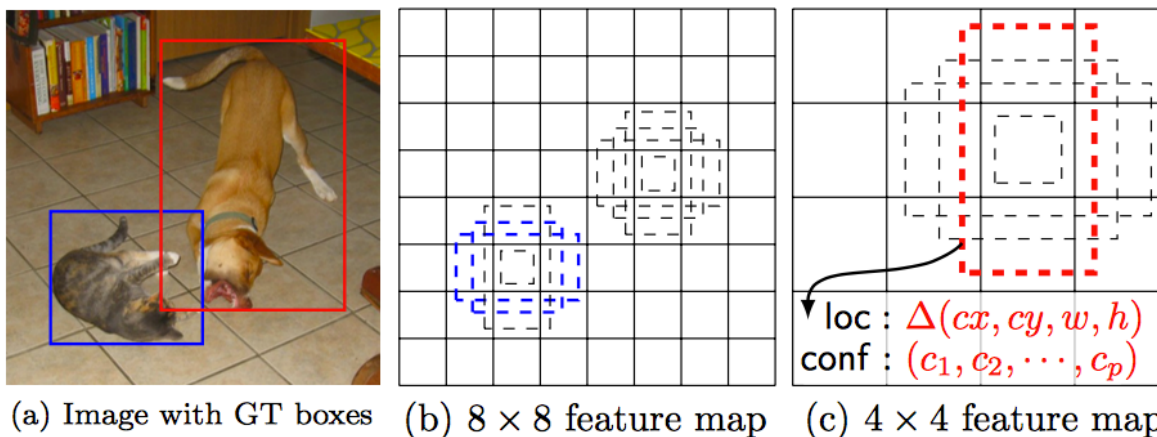 loc : Δ(cx, cy, w, h)
conf : (c₁, c₂, ⋯, cₚ)
(a) Image with GT boxes
(b) 8 × 8 feature map
(c) 4 × 4 feature map